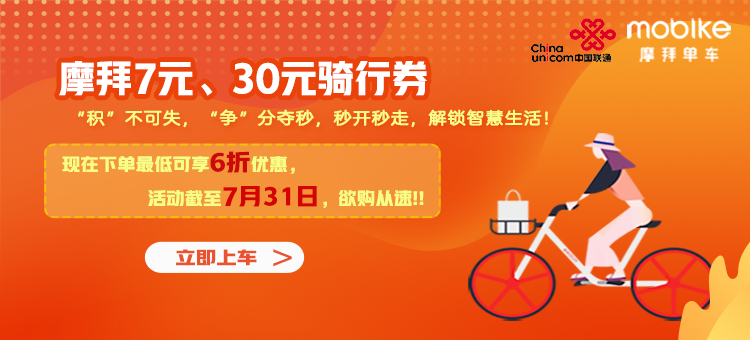 China
unicom中国联通
mobike
摩拜单车
摩拜7元、30元骑行券
“积”不可失，“争”分夺秒，秒开秒走，解锁智慧生活！
现在下单最低可享6折优惠，
活动截至7月31日，欲购从速!!
立即上车 >